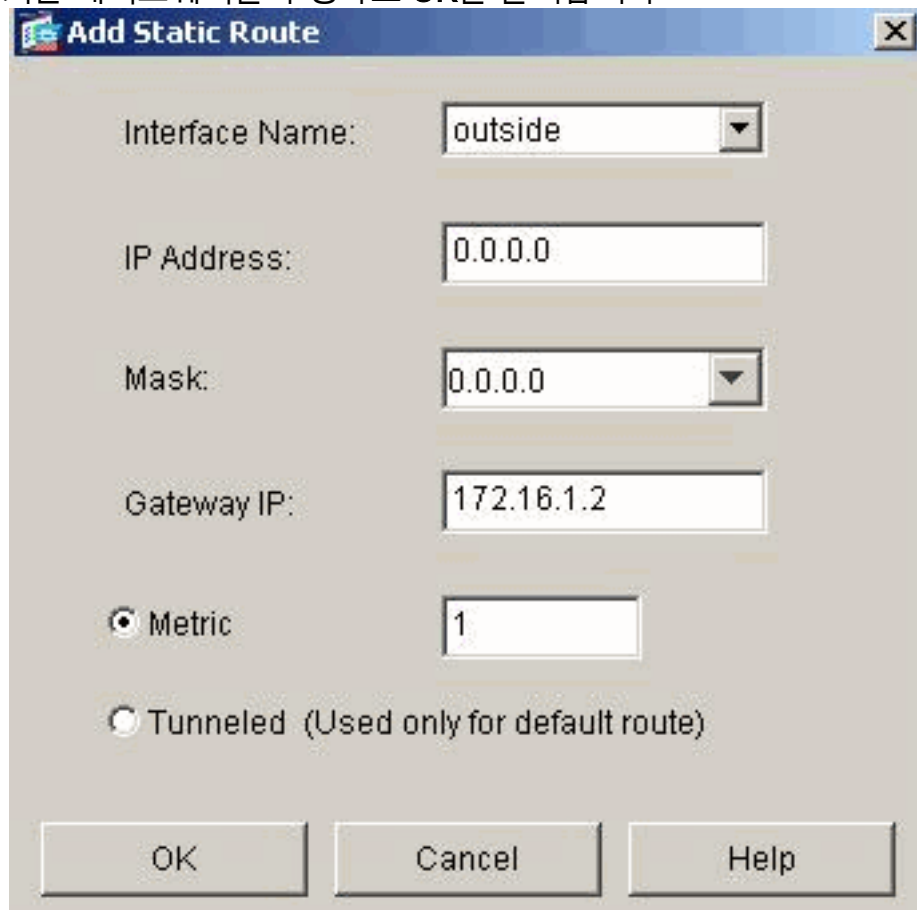 Add Static Route
Interface Name: outside
IP Address: 0.0.0.0
Mask: 0.0.0.0
Gateway IP: 172.16.1.2
Metric 1
Tunneled (Used only for default route)
OK Cancel Help